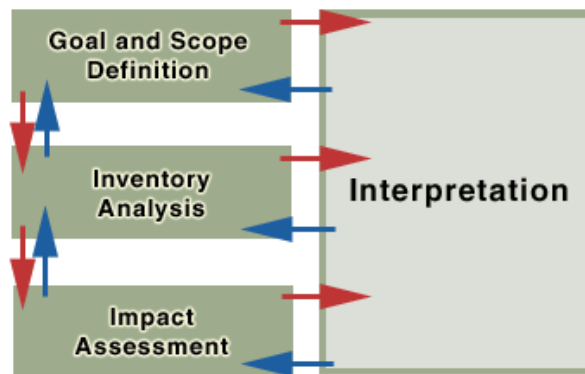 Goal and Scope
Definition
Inventory
Analysis
Interpretation
Impact
Assessment